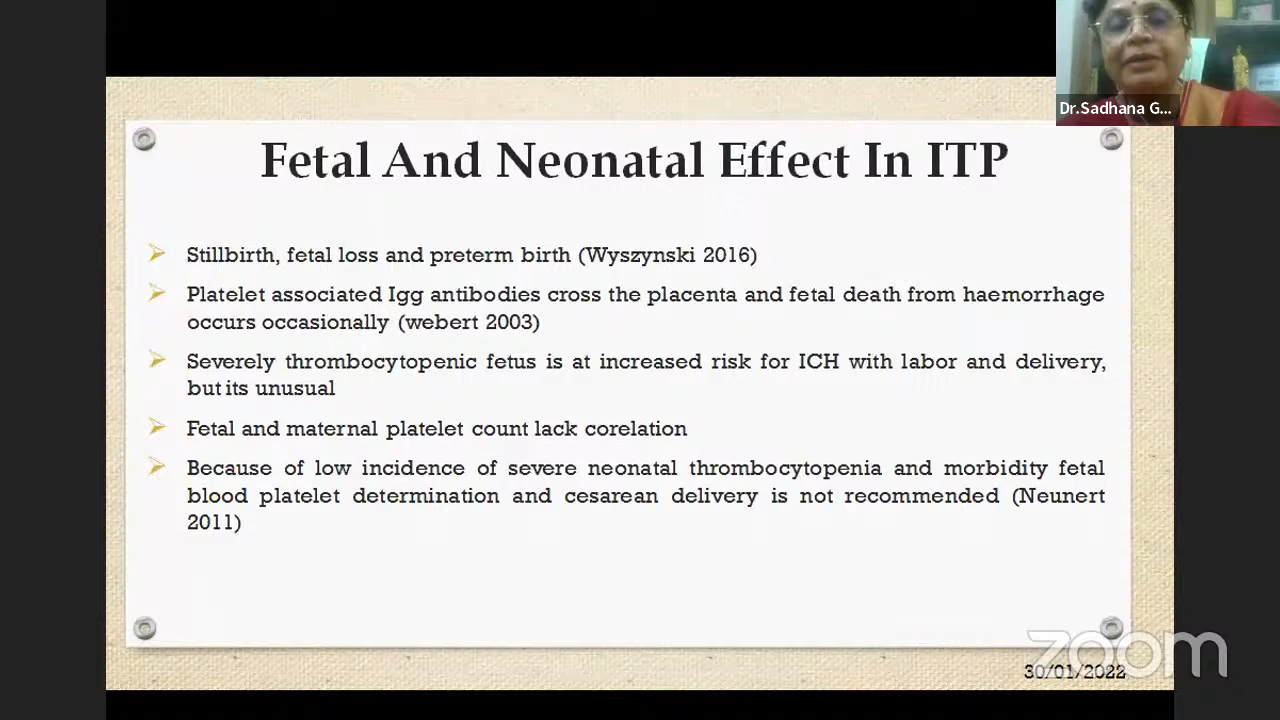 Dr.Sadhana G...
Fetal And Neonatal Effect In ITP
Stillbirth, fetal loss and preterm birth (Wyszynski 2016)
Platelet associated Igg antibodies cross the placenta and fetal death from haemorrhage
occurs occasionally (webert 2003)
Severely thrombocytopenic fetus is at increased risk for ICH with labor and delivery,
but its unusual
Fetal and maternal platelet count lack corelation
Because of low incidence of severe neonatal thrombocytopenia and morbidity fetal
blood platelet determination and cesarean delivery is not recommended (Neunert
2011)
zoom
30/01/2022